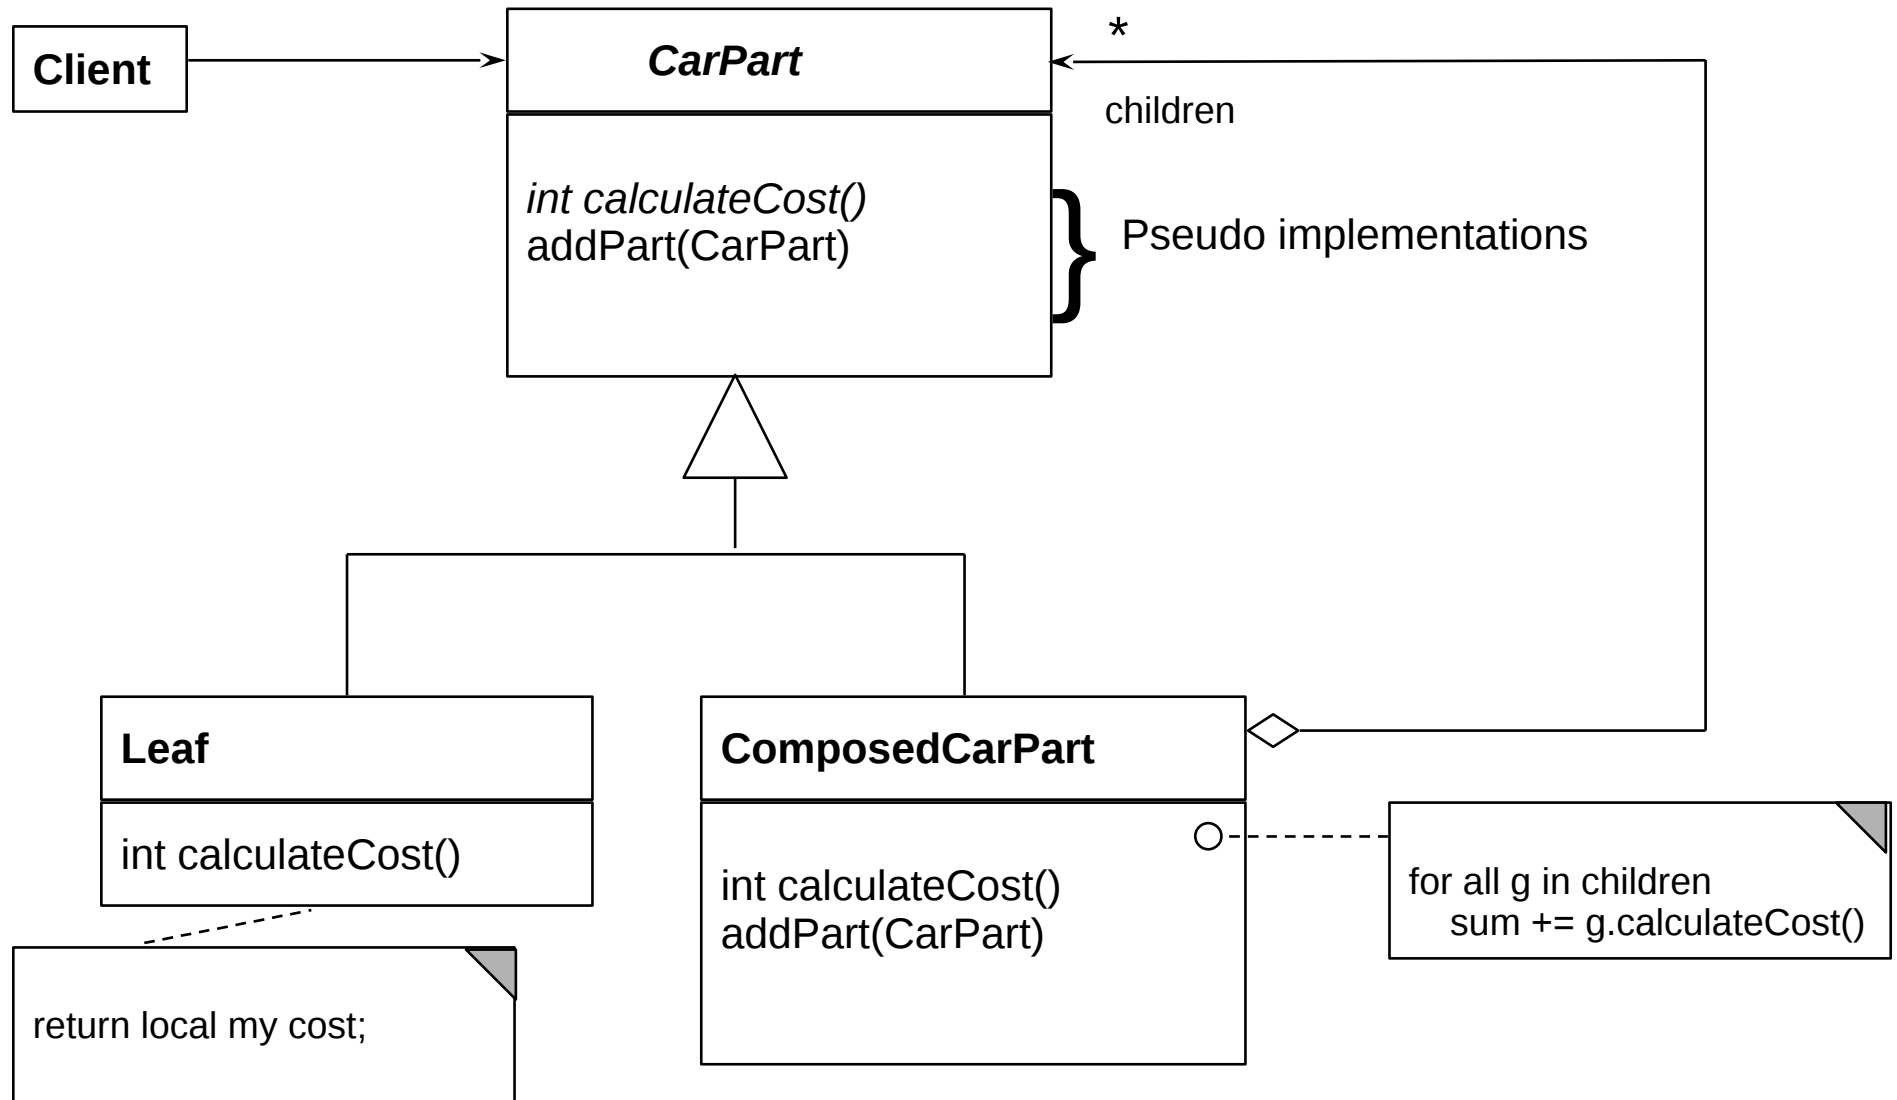 Client
CarPart
*
children
int calculateCost()
addPart(CarPart)
}
Pseudo implementations
Leaf
int calculateCost()
return local my cost;
ComposedCarPart
int calculateCost()
addPart(CarPart)
for all g in children
sum += g.calculateCost()